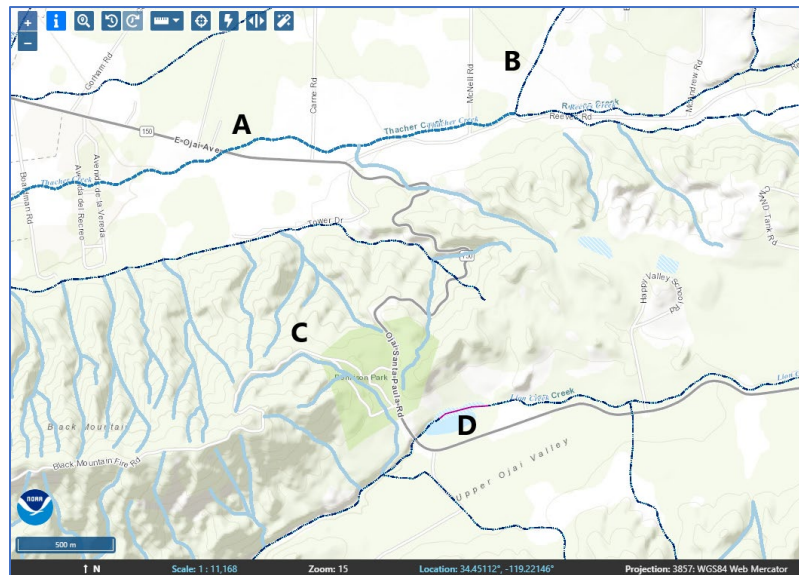 +
−
Gorham Rd
150
E-Ojai-Ave
A
Carne Rd
McNell Rd
B
McAndrew Rd
Thacher Creek
Thacher Creek
Reeves Creek
Reeves Rd
Thacher Creek
Boardman Rd
Avenida del Recreo
Avenida de la Vereda
Tower Dr
150
Happy Valley School Rd
C
Ojai-Santa-Paula-Rd
Dennison Park
Lion Creek
D
Black Mountain
Black Mountain Fire Rd
Upper Ojai Valley
NOAA
500 m
↑ N
Scale: 1 : 11,168
Zoom: 15
Location: 34.45112°, -119.22146°
Projection: 3857: WGS84 Web Mercator